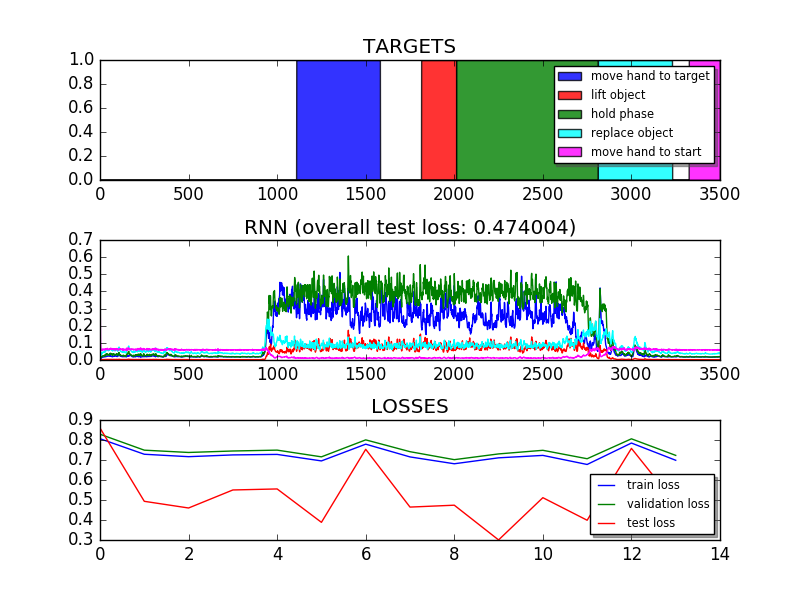 TARGETS
1.0
0.8
0.6
0.4
0.2
0.0
move hand to target
lift object
hold phase
replace object
move hand to start
0 500 1000 1500 2000 2500 3000 3500
RNN (overall test loss: 0.474004)
0.7
0.6
0.5
0.4
0.3
0.2
0.1
0.0
0 500 1000 1500 2000 2500 3000 3500
LOSSES
0.9
0.8
0.7
0.6
0.5
0.4
0.3
train loss
validation loss
test loss
0 2 4 6 8 10 12 14